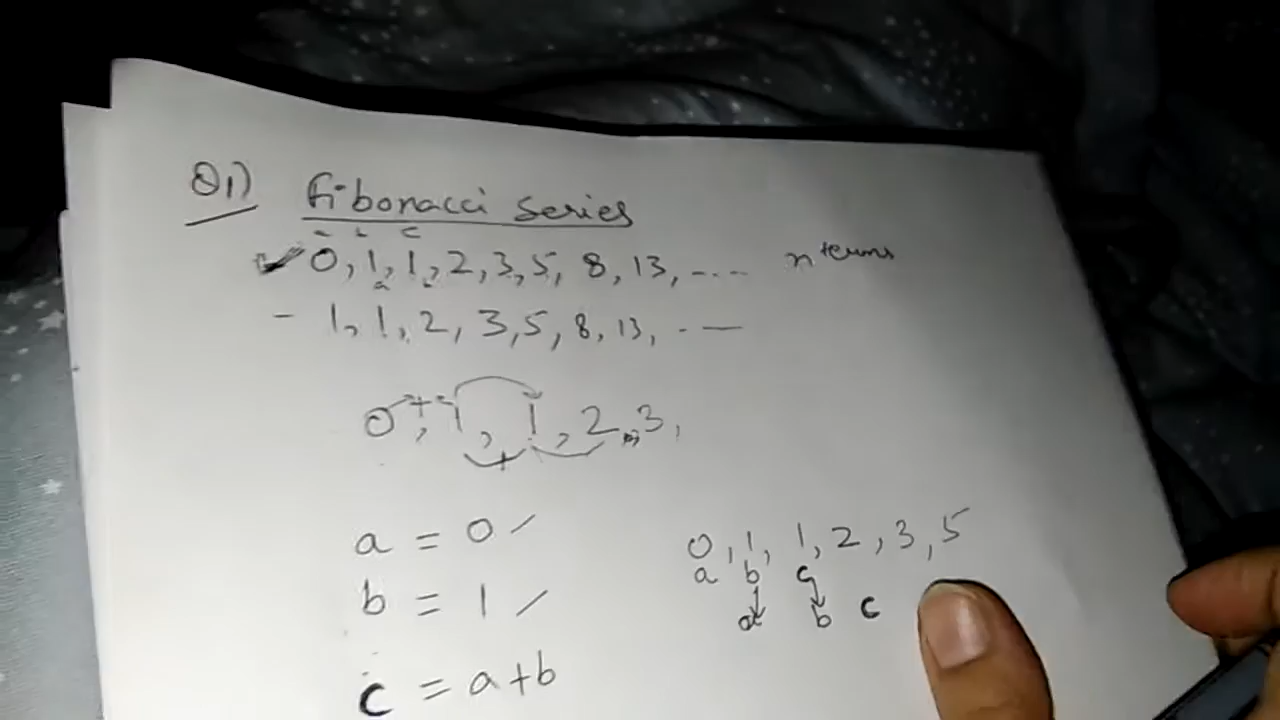 Q1) Fibonacci series
a b c
0, 1, 1, 2, 3, 5, 8, 13, .... n terms
a
- 1, 1, 2, 3, 5, 8, 13, . —
0 + 1, 1, 2, 3,
+
a = 0
b = 1
c = a+b
0, 1, 1, 2, 3, 5
a b c
a b c